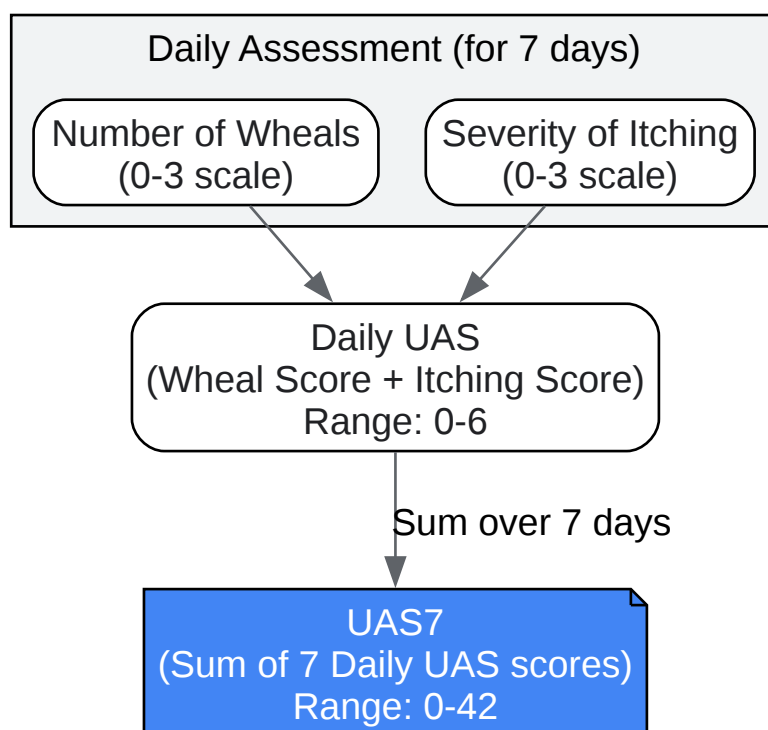 Daily Assessment (for 7 days)
Number of Wheals
(0-3 scale)
Severity of Itching
(0-3 scale)
Daily UAS
(Wheal Score + Itching Score)
Range: 0-6
Sum over 7 days
UAS7
(Sum of 7 Daily UAS scores)
Range: 0-42